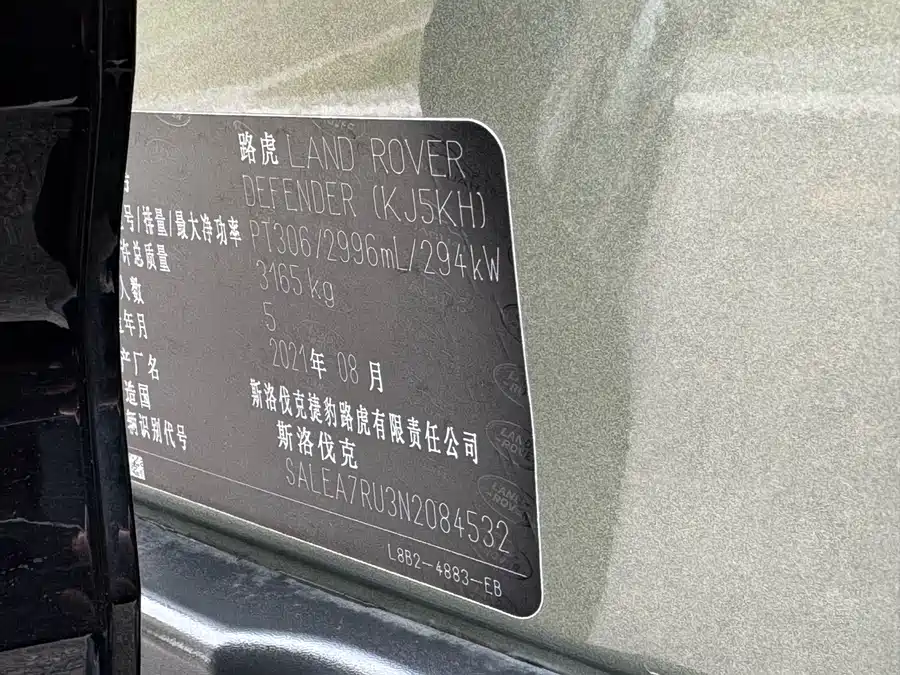 路虎 LAND ROVER
DEFENDER (KJ5KH)
号/排量/最大净功率 PT306/2996mL/294kW
许总质量 3165kg
人数 5
年月 2021年 08 月
产厂名 斯洛伐克捷豹路虎有限责任公司
造国 斯洛伐克
辆识别代号 SALEA7RU3N2084532
L8B2-4883-EB